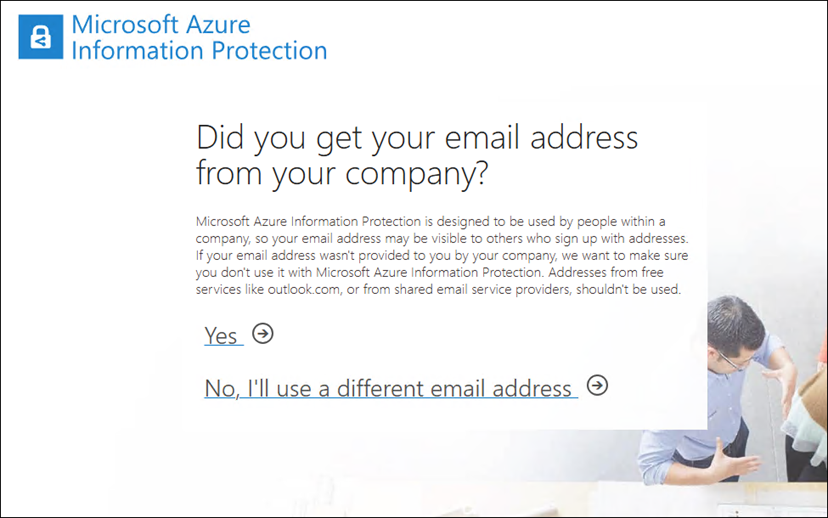 Microsoft Azure
Information Protection
Did you get your email address
from your company?
Microsoft Azure Information Protection is designed to be used by people within a
company, so your email address may be visible to others who sign up with addresses.
If your email address wasn't provided to you by your company, we want to make sure
you don't use it with Microsoft Azure Information Protection. Addresses from free
services like outlook.com, or from shared email service providers, shouldn't be used.
Yes
No, I'll use a different email address